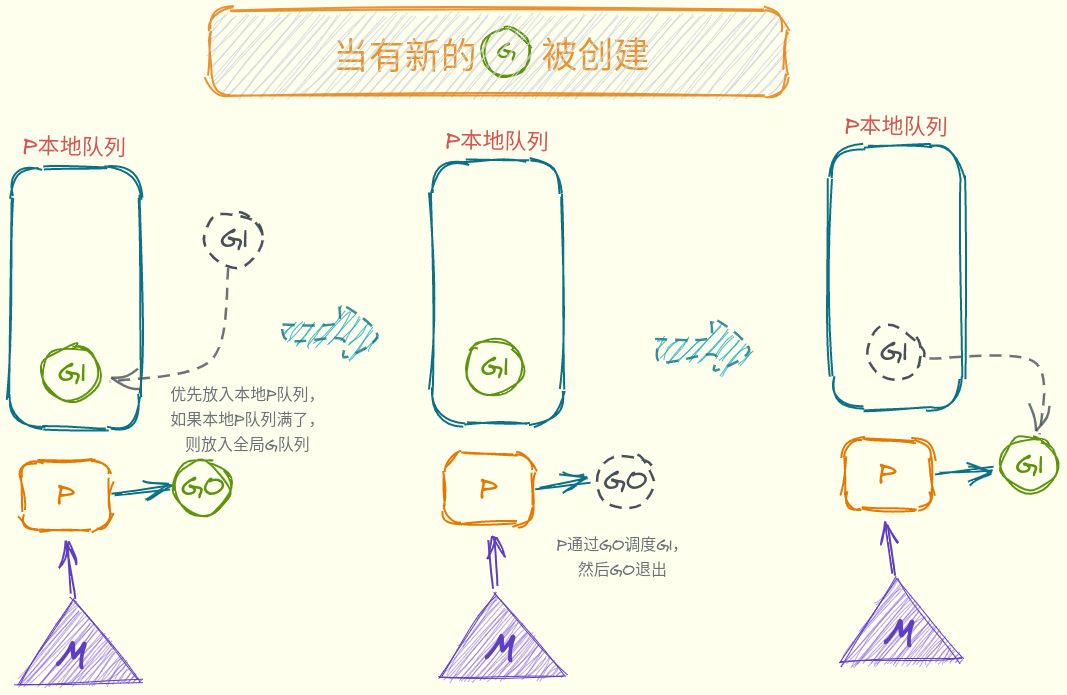 当有新的 G 被创建
P本地队列
G1
G1
优先放入本地P队列，
如果本地P队列满了，
则放入全局G队列
P
G0
M
P本地队列
G1
P
G0
P通过G0调度G1，
然后G0退出
M
P本地队列
G1
P
G1
M